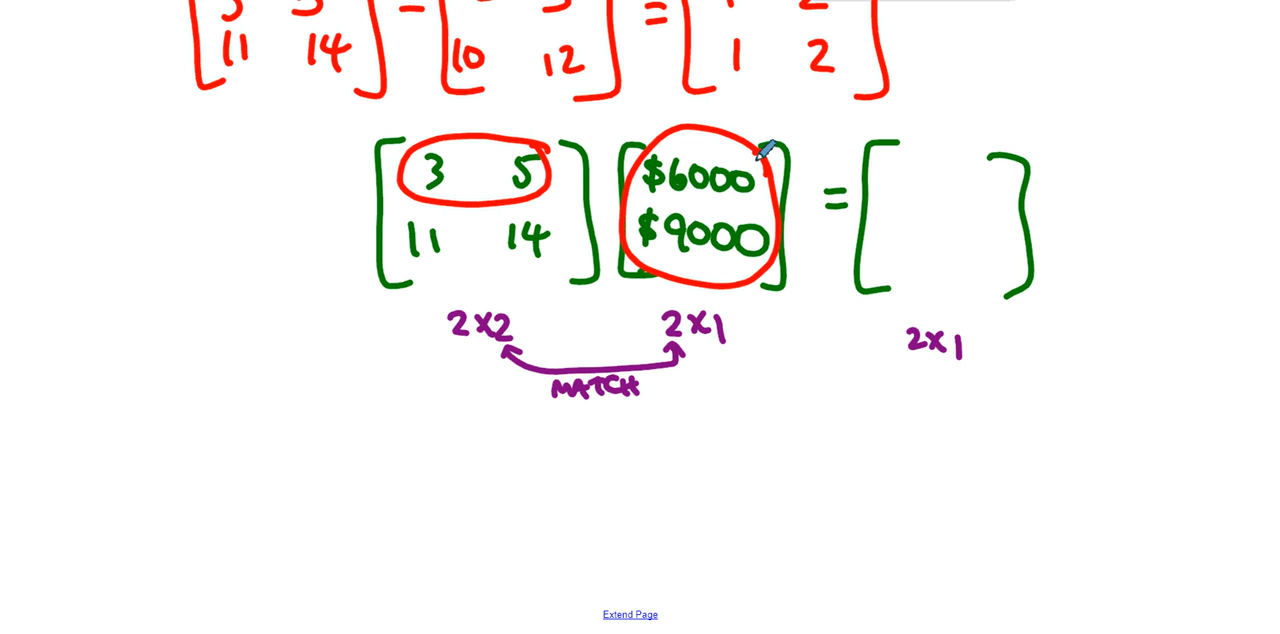 11 14 10 12 = 1 2
3 5 $6000 =
11 14 $9000
2x2 2x1 2x1
MATCH
Extend Page